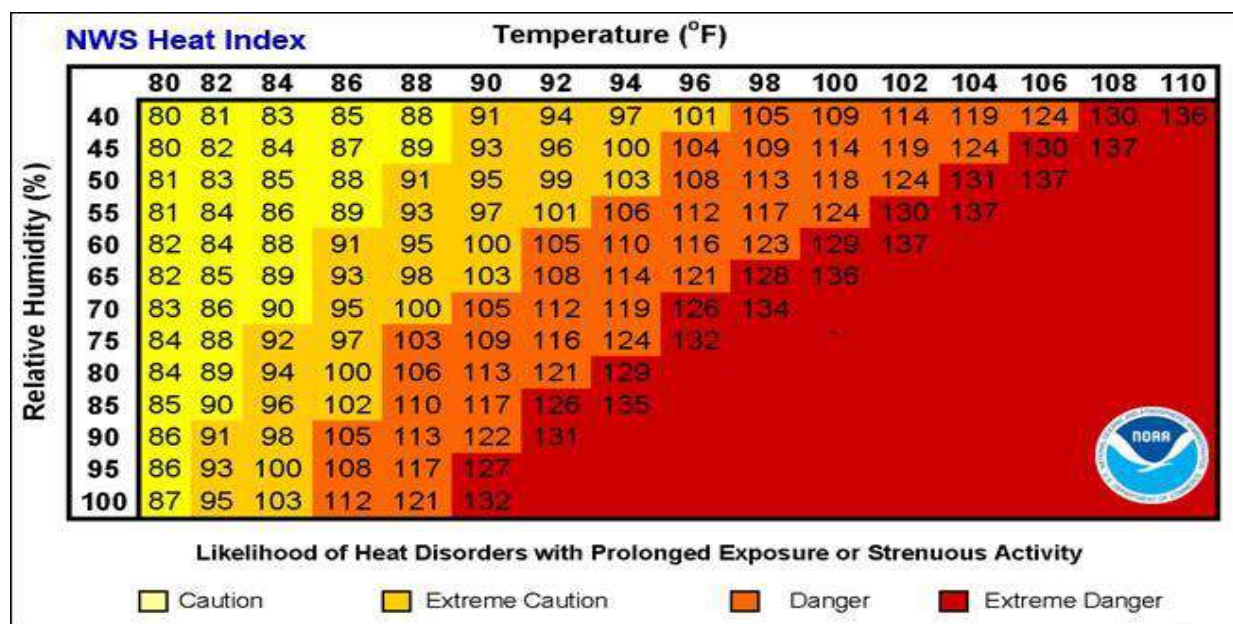 NWS Heat Index Temperature (°F)
80 82 84 86 88 90 92 94 96 98 100 102 104 106 108 110
40 80 81 83 85 88 91 94 97 101 105 109 114 119 124 130 136
45 80 82 84 87 89 93 96 100 104 109 114 119 124 130 137
50 81 83 85 88 91 95 99 103 108 113 118 124 131 137
55 81 84 86 89 93 97 101 106 112 117 124 130 137
60 82 84 88 91 95 100 105 110 116 123 129 137
65 82 85 89 93 98 103 108 114 121 128 136
70 83 86 90 95 100 105 112 119 126 134
75 84 88 92 97 103 109 116 124 132
80 84 89 94 100 106 113 121 129
85 85 90 96 102 110 117 126 135
90 86 91 98 105 113 122 131
95 86 93 100 108 117 127
100 87 95 103 112 121 132
Relative Humidity (%)
NOAA
Likelihood of Heat Disorders with Prolonged Exposure or Strenuous Activity
Caution Extreme Caution Danger Extreme Danger